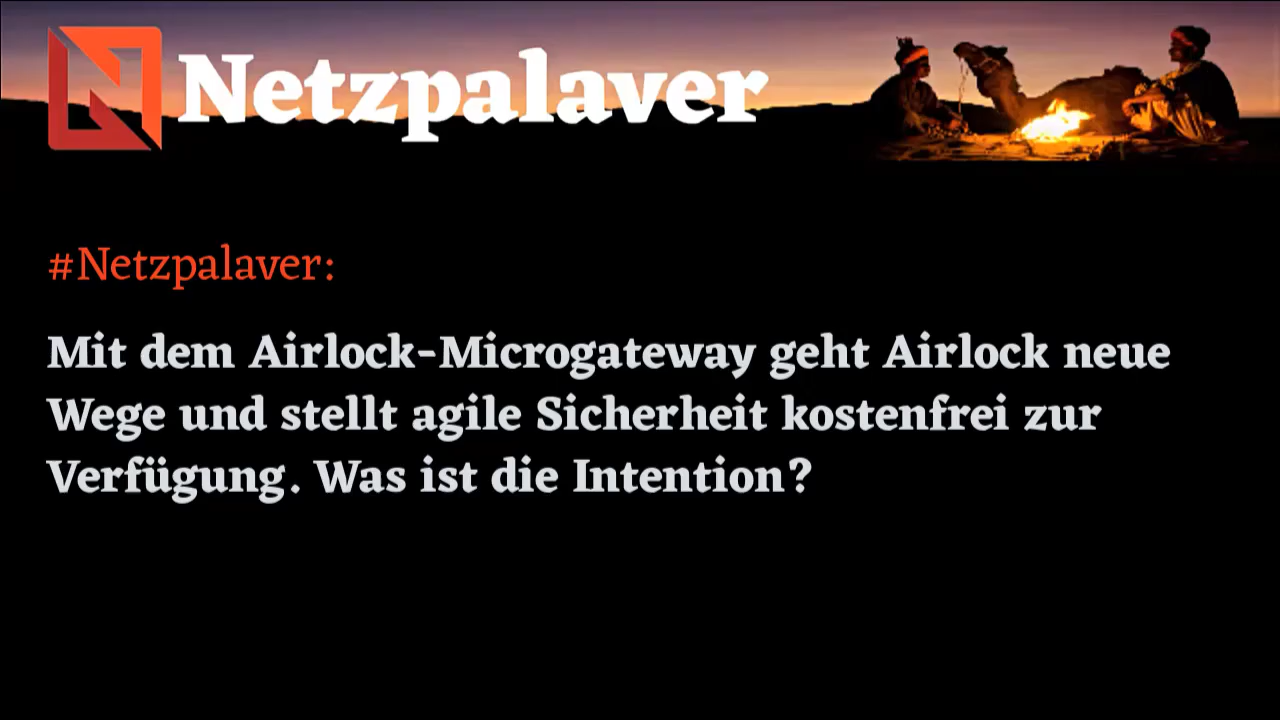 Netzpalaver
#Netzpalaver:
Mit dem Airlock-Microgateway geht Airlock neue
Wege und stellt agile Sicherheit kostenfrei zur
Verfügung. Was ist die Intention?